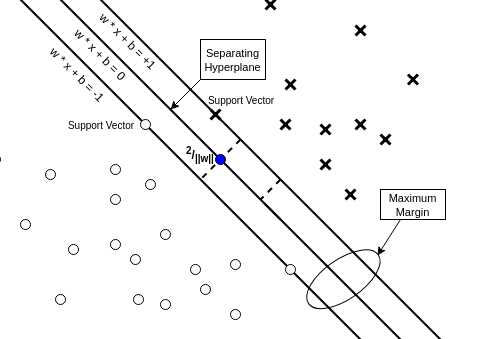 w * x + b = +1
w * x + b = 0
w * x + b = -1
Separating
Hyperplane
Support Vector
Support Vector
2/||w||
Maximum
Margin